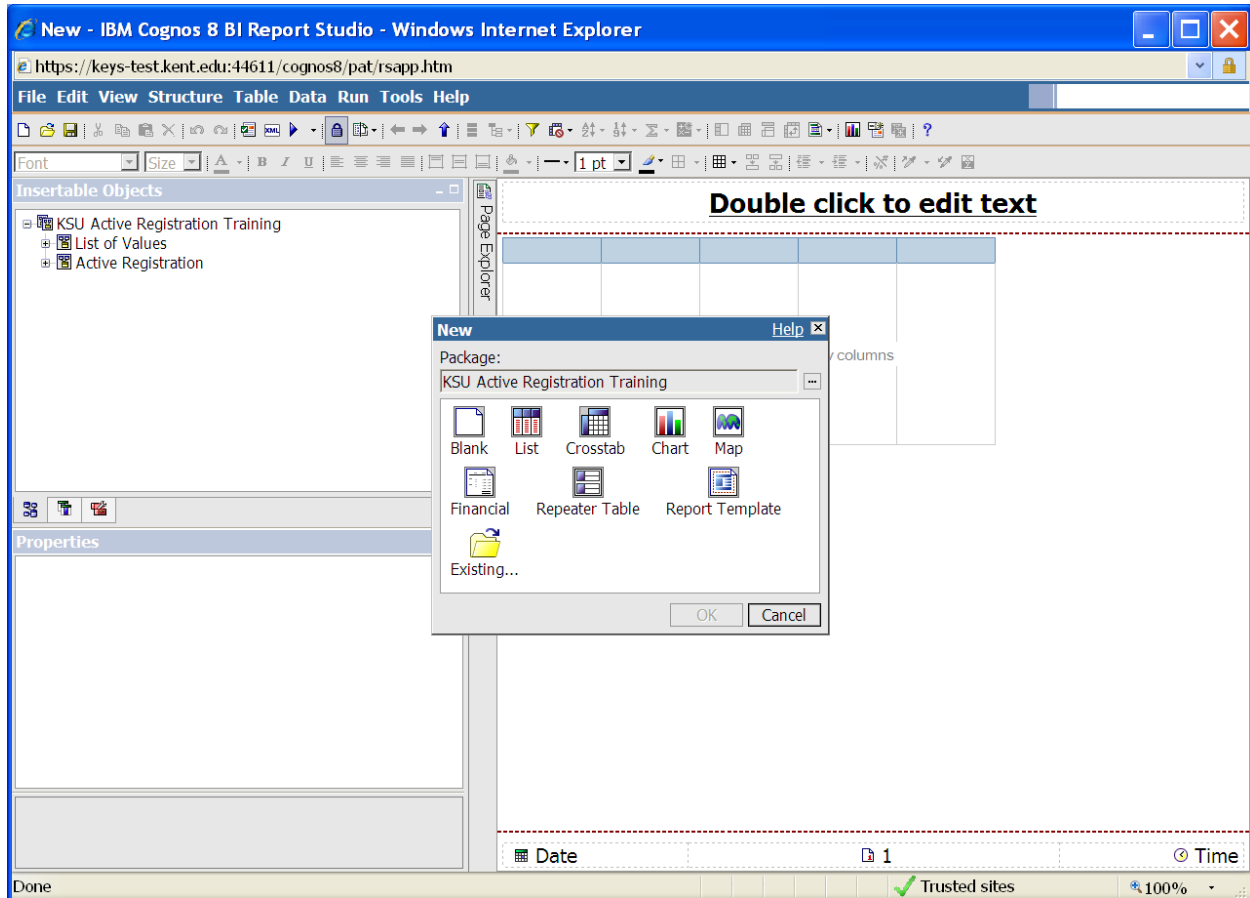 New - IBM Cognos 8 BI Report Studio - Windows Internet Explorer
https://keys-test.kent.edu:44611/cognos8/pat/rsapp.htm
File Edit View Structure Table Data Run Tools Help
Font Size A B I U 1 pt
Insertable Objects
KSU Active Registration Training
List of Values
Active Registration
Page Explorer
Double click to edit text
columns
New Help
Package:
KSU Active Registration Training ...
Blank List Crosstab Chart Map
Financial Repeater Table Report Template
Existing...
OK Cancel
Properties
Date 1 Time
Done Trusted sites 100%